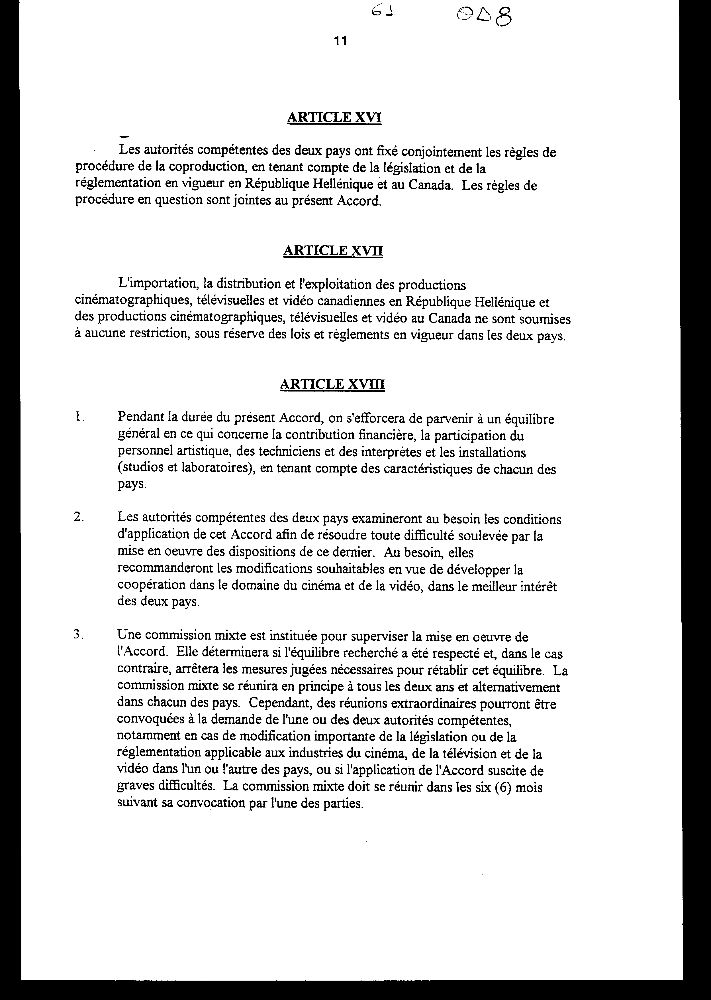 61
11
ARTICLE XVI
Les autorités compétentes des deux pays ont fixé conjointement les règles de
procédure de la coproduction, en tenant compte de la législation et de la
réglementation en vigueur en République Hellénique et au Canada. Les règles de
procédure en question sont jointes au présent Accord.
ARTICLE XVII
L'importation, la distribution et l'exploitation des productions
cinématographiques, télévisuelles et vidéo canadiennes en République Hellénique et
des productions cinématographiques, télévisuelles et vidéo au Canada ne sont soumises
à aucune restriction, sous réserve des lois et règlements en vigueur dans les deux pays.
ARTICLE XVIII
1. Pendant la durée du présent Accord, on s'efforcera de parvenir à un équilibre
général en ce qui concerne la contribution financière, la participation du
personnel artistique, des techniciens et des interprètes et les installations
(studios et laboratoires), en tenant compte des caractéristiques de chacun des
pays.
2. Les autorités compétentes des deux pays examineront au besoin les conditions
d'application de cet Accord afin de résoudre toute difficulté soulevée par la
mise en oeuvre des dispositions de ce dernier. Au besoin, elles
recommanderont les modifications souhaitables en vue de développer la
coopération dans le domaine du cinéma et de la vidéo, dans le meilleur intérêt
des deux pays.
3. Une commission mixte est instituée pour superviser la mise en oeuvre de
l'Accord. Elle déterminera si l'équilibre recherché a été respecté et, dans le cas
contraire, arrêtera les mesures jugées nécessaires pour rétablir cet équilibre. La
commission mixte se réunira en principe à tous les deux ans et alternativement
dans chacun des pays. Cependant, des réunions extraordinaires pourront être
convoquées à la demande de l'une ou des deux autorités compétentes,
notamment en cas de modification importante de la législation ou de la
réglementation applicable aux industries du cinéma, de la télévision et de la
vidéo dans l'un ou l'autre des pays, ou si l'application de l'Accord suscite de
graves difficultés. La commission mixte doit se réunir dans les six (6) mois
suivant sa convocation par l'une des parties.